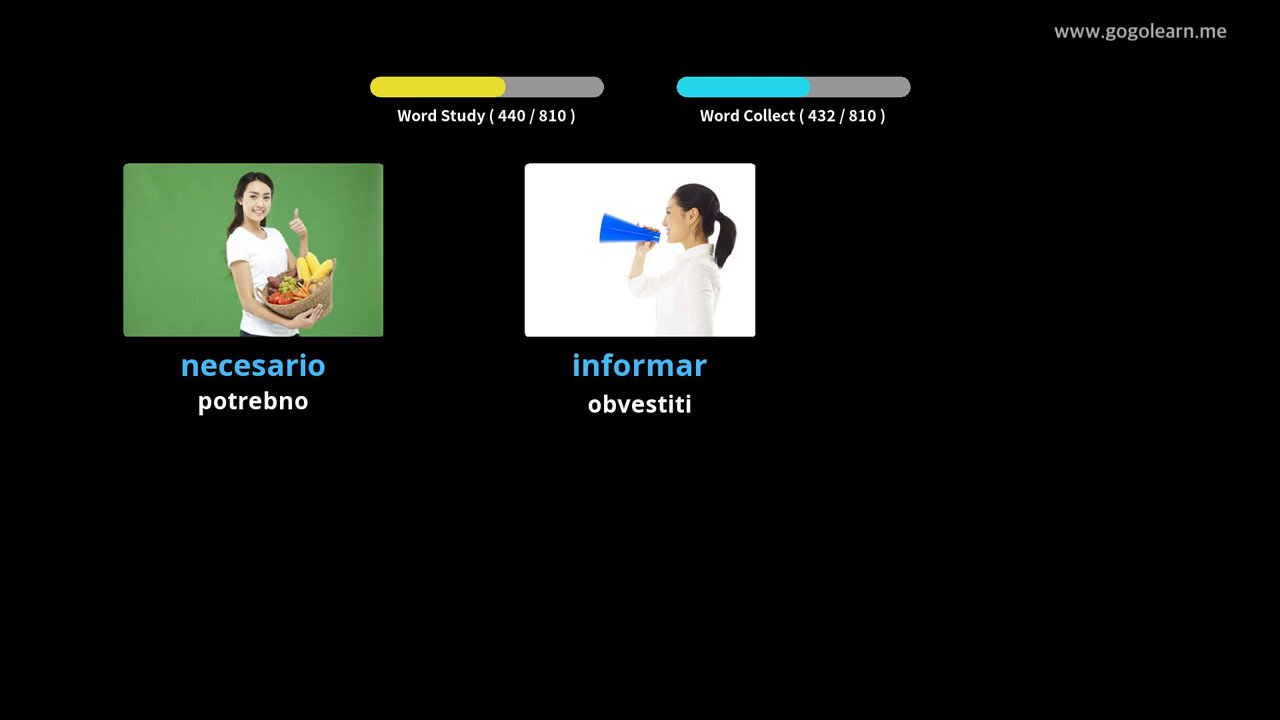 www.gogolearn.me
Word Study ( 440 / 810 )
Word Collect ( 432 / 810 )
necesario
potrebno
informar
obvestiti